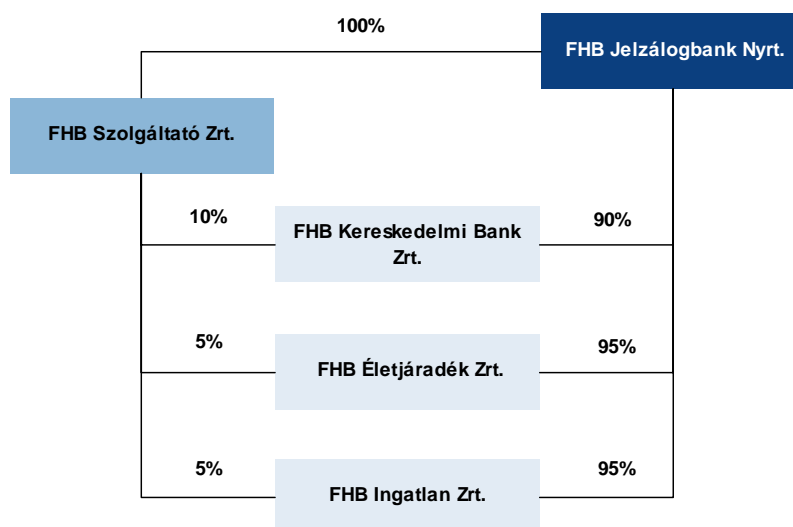 100%
FHB Jelzálogbank Nyrt.
FHB Szolgáltató Zrt.
10%
FHB Kereskedelmi Bank
Zrt.
90%
5%
FHB Életjáradék Zrt.
95%
5%
FHB Ingatlan Zrt.
95%